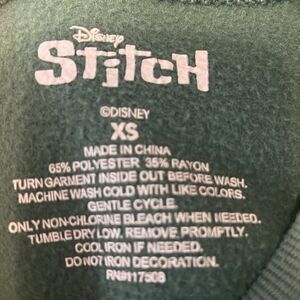 Disney
STiTCH
©DISNEY
XS
MADE IN CHINA
65% POLYESTER 35% RAYON
TURN GARMENT INSIDE OUT BEFORE WASH.
MACHINE WASH COLD WITH LIKE COLORS.
GENTLE CYCLE.
ONLY NON-CHLORINE BLEACH WHEN NEEDED.
TUMBLE DRY LOW. REMOVE PROMPTLY.
COOL IRON IF NEEDED.
DO NOT IRON DECORATION.
RN#117508